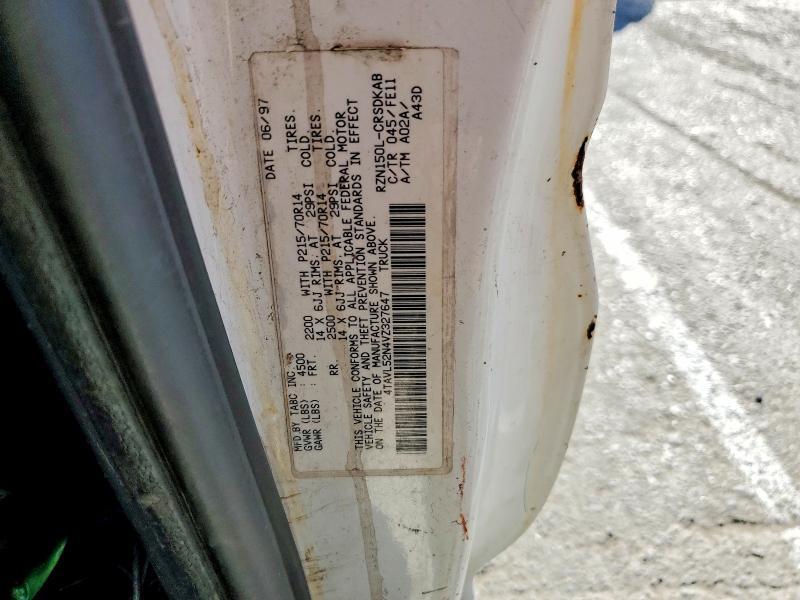 MFD BY TABC INC. DATE 06/97
GVWR (LBS) : 4500
GAWR (LBS) : FRT. 2200 WITH P215/70R14 TIRES.
14 X 6JJ RIMS. AT 29PSI COLD.
RR. 2500 WITH P215/70R14 TIRES.
14 X 6JJ RIMS. AT 29PSI COLD.
THIS VEHICLE CONFORMS TO ALL APPLICABLE FEDERAL MOTOR
VEHICLE SAFETY AND THEFT PREVENTION STANDARDS IN EFFECT
ON THE DATE OF MANUFACTURE SHOWN ABOVE.
4TAVL52N4VZ327647 TRUCK
RZN150L-CRSDKAB
C/TR 045/FE11
A/TM A02A/
A43D